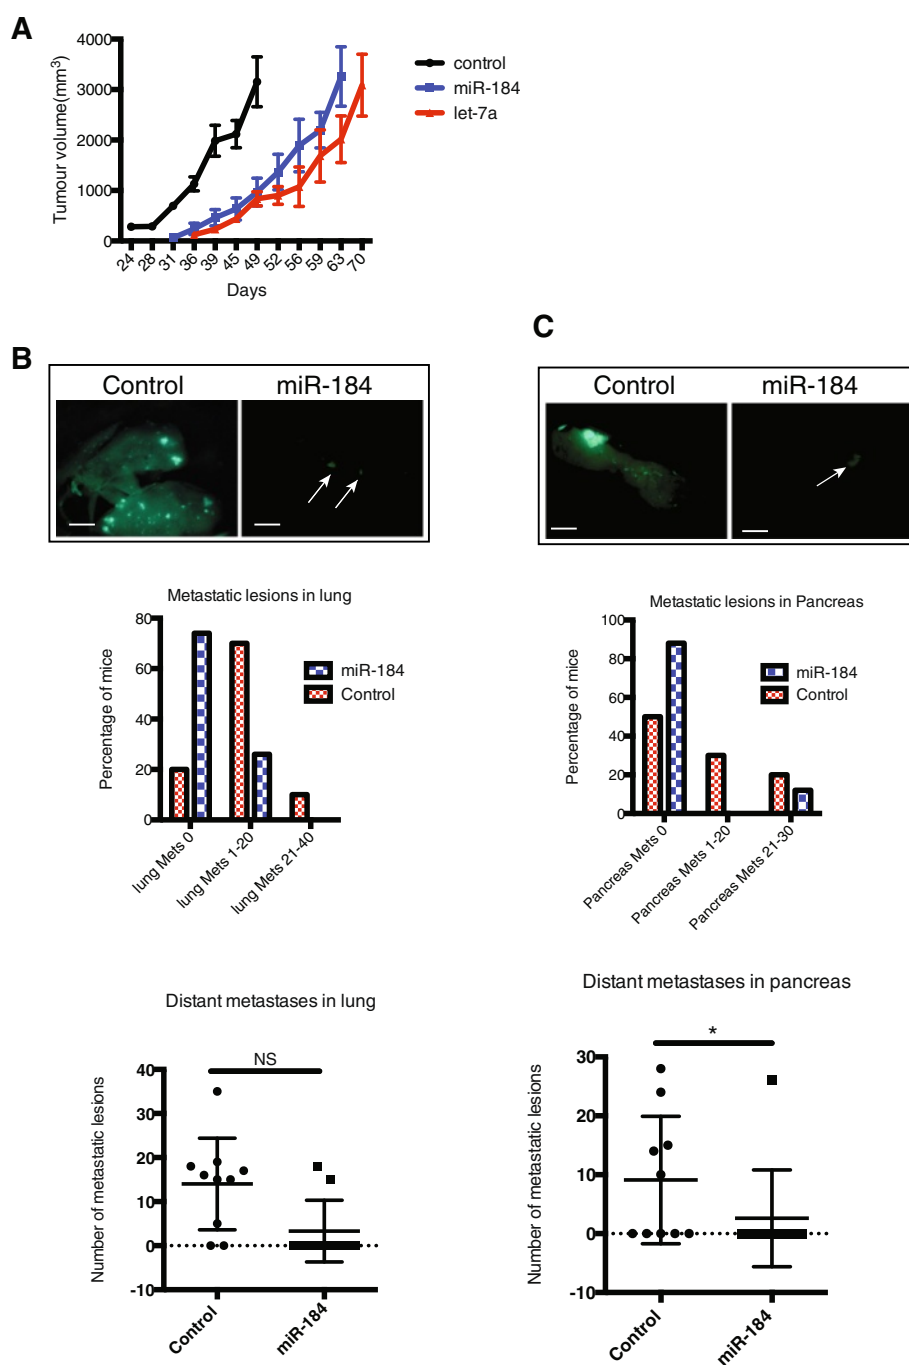 A
4000
3000
2000
1000
0
Tumour volume(mm³)
24 28 31 36 39 45 49 52 56 59 63 70
Days
control
miR-184
let-7a
B
Control miR-184
C
Control miR-184
Metastatic lesions in lung
80
60
40
20
0
Percentage of mice
miR-184
Control
lung Mets 0
lung Mets 1-20
lung Mets 21-40
Metastatic lesions in Pancreas
100
80
60
40
20
0
Percentage of mice
miR-184
Control
Pancreas Mets 0
Pancreas Mets 1-20
Pancreas Mets 21-30
Distant metastases in lung
NS
40
30
20
10
0
-10
Number of metastatic lesions
Control
miR-184
Distant metastases in pancreas
*
30
20
10
0
-10
Number of metastatic lesions
Control
miR-184